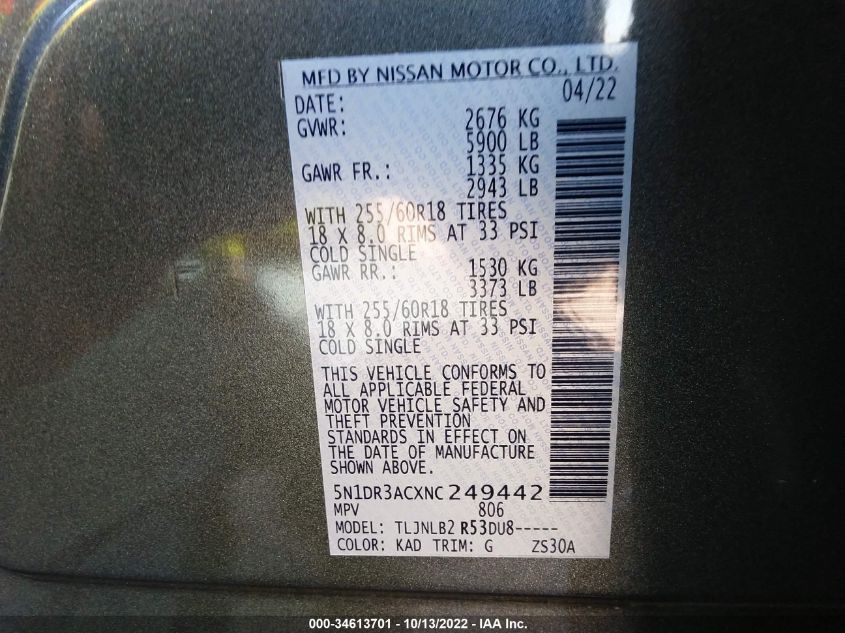 MFD BY NISSAN MOTOR CO., LTD.
DATE: 04/22
GVWR: 2676 KG
5900 LB
GAWR FR.: 1335 KG
2943 LB
WITH 255/60R18 TIRES
18 X 8.0 RIMS AT 33 PSI
COLD SINGLE
GAWR RR.: 1530 KG
3373 LB
WITH 255/60R18 TIRES
18 X 8.0 RIMS AT 33 PSI
COLD SINGLE
THIS VEHICLE CONFORMS TO
ALL APPLICABLE FEDERAL
MOTOR VEHICLE SAFETY AND
THEFT PREVENTION
STANDARDS IN EFFECT ON
THE DATE OF MANUFACTURE
SHOWN ABOVE.
5N1DR3ACXNC249442
MPV 806
MODEL: TLJNLB2 R53DU8-----
COLOR: KAD TRIM: G ZS30A
000-34613701 - 10/13/2022 - IAA Inc.